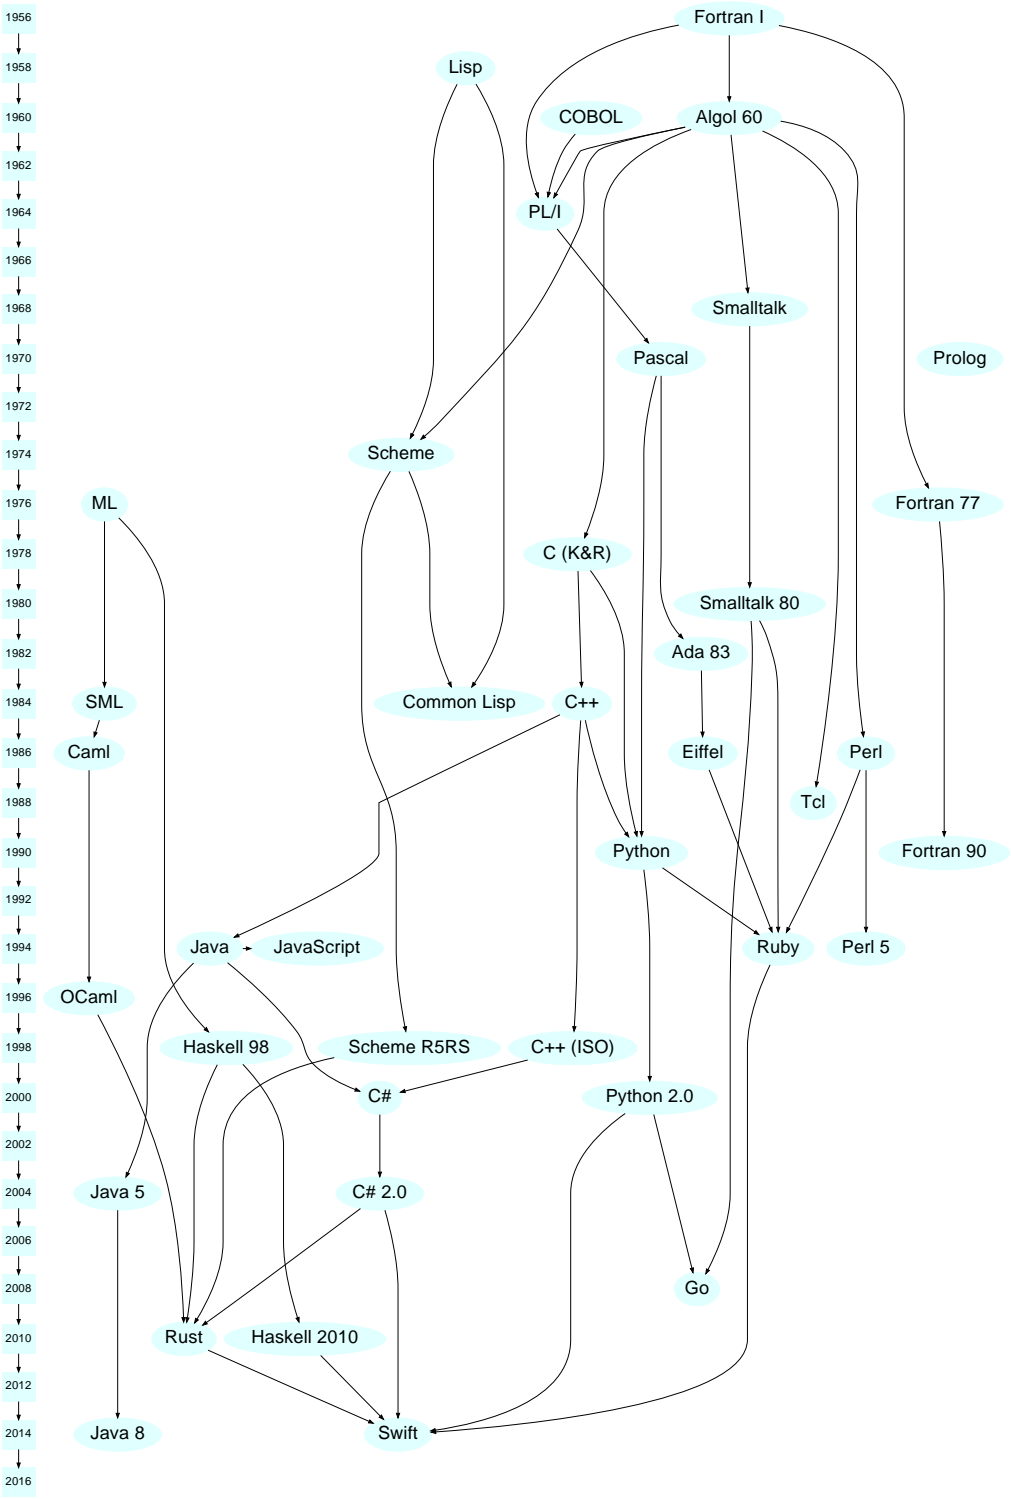 1956
Fortran I
1958
Lisp
1960
COBOL
Algol 60
1962
1964
PL/I
1966
1968
Smalltalk
1970
Pascal
Prolog
1972
1974
Scheme
1976
ML
Fortran 77
1978
C (K&R)
1980
Smalltalk 80
1982
Ada 83
1984
SML
Common Lisp
C++
1986
Caml
Eiffel
Perl
1988
Tcl
1990
Python
Fortran 90
1992
1994
Java
JavaScript
Ruby
Perl 5
1996
OCaml
1998
Haskell 98
Scheme R5RS
C++ (ISO)
2000
C#
Python 2.0
2002
2004
Java 5
C# 2.0
2006
2008
Go
2010
Rust
Haskell 2010
2012
2014
Java 8
Swift
2016